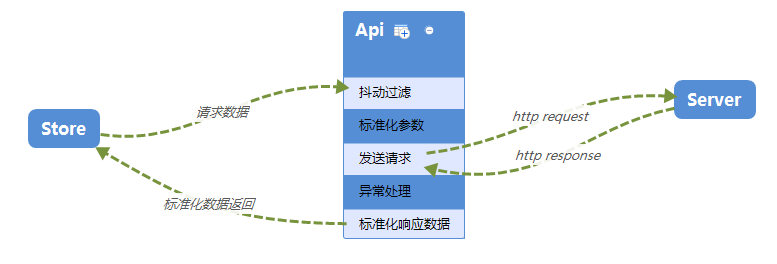 Api
抖动过滤
请求数据
标准化参数
http request
Server
Store
发送请求
http response
异常处理
标准化数据返回
标准化响应数据